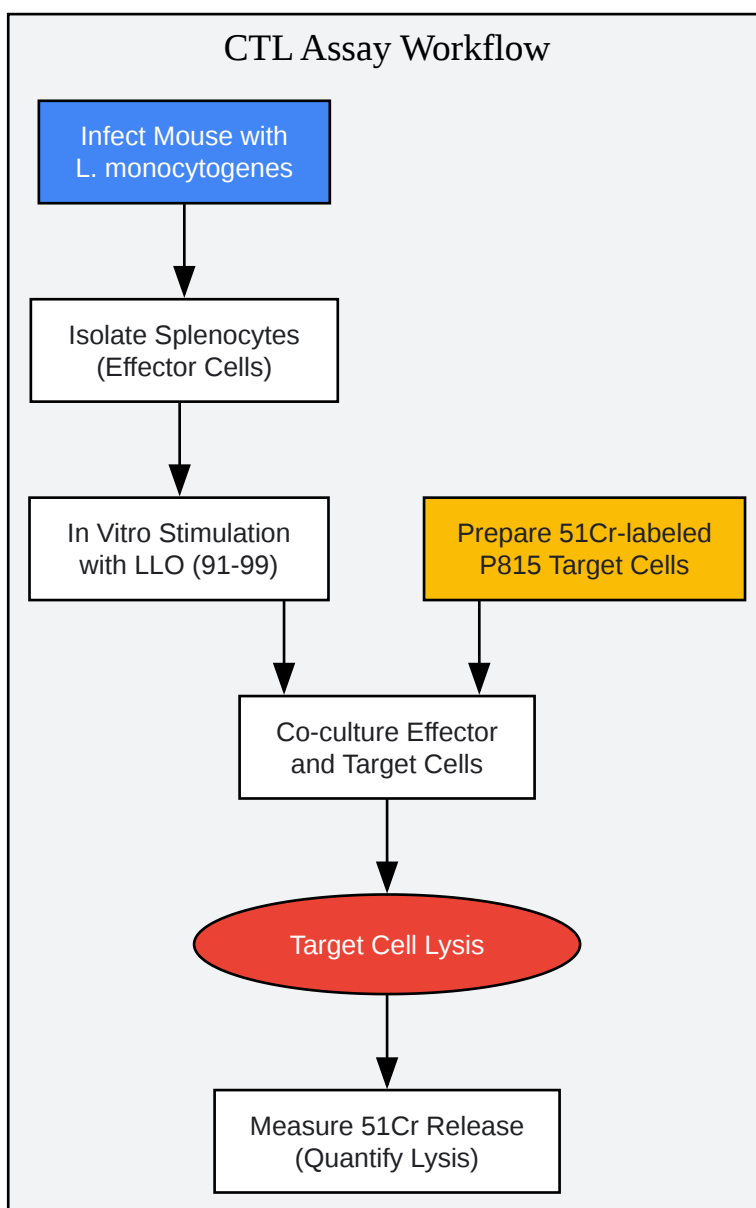 CTL Assay Workflow
Infect Mouse with
L. monocytogenes
Isolate Splenocytes
(Effector Cells)
In Vitro Stimulation
with LLO (91-99)
Prepare 51Cr-labeled
P815 Target Cells
Co-culture Effector
and Target Cells
Target Cell Lysis
Measure 51Cr Release
(Quantify Lysis)